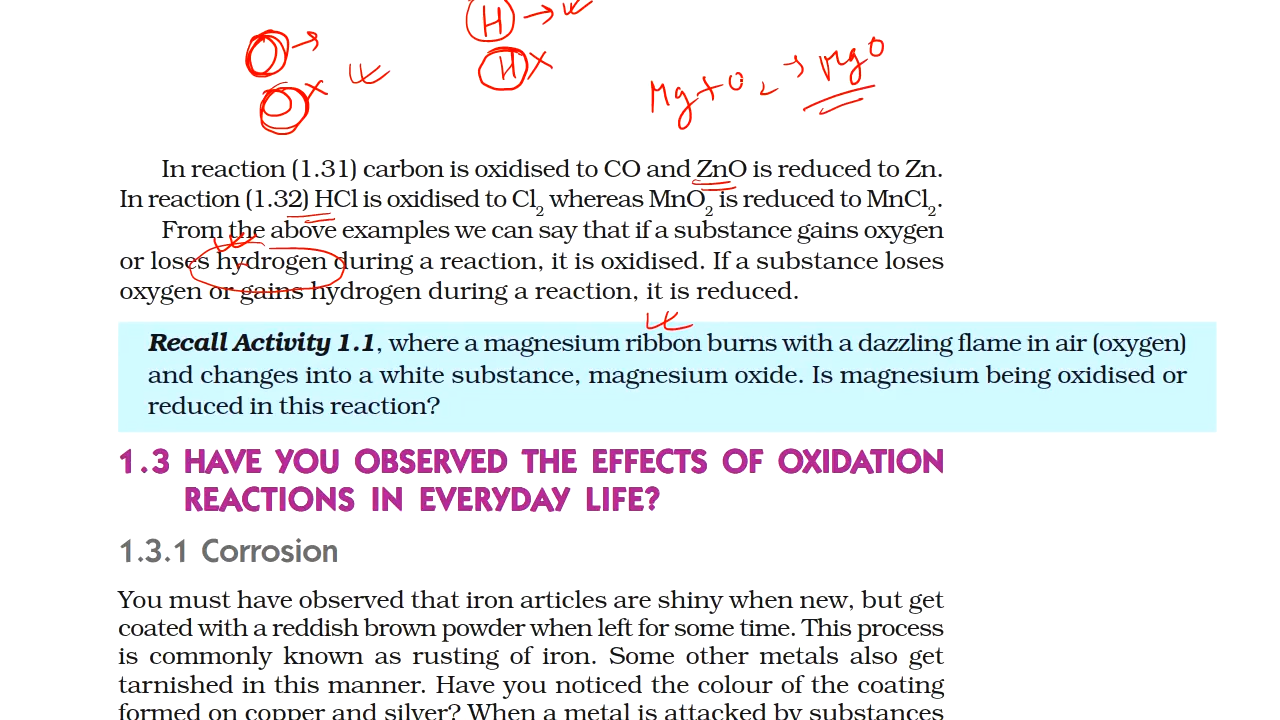 H →
O →
H ×
O ×
Mg + O₂ → MgO
In reaction (1.31) carbon is oxidised to CO and ZnO is reduced to Zn.
In reaction (1.32) HCl is oxidised to Cl₂ whereas MnO₂ is reduced to MnCl₂.
From the above examples we can say that if a substance gains oxygen
or loses hydrogen during a reaction, it is oxidised. If a substance loses
oxygen or gains hydrogen during a reaction, it is reduced.
Recall Activity 1.1, where a magnesium ribbon burns with a dazzling flame in air (oxygen)
and changes into a white substance, magnesium oxide. Is magnesium being oxidised or
reduced in this reaction?
1.3 HAVE YOU OBSERVED THE EFFECTS OF OXIDATION
REACTIONS IN EVERYDAY LIFE?
1.3.1 Corrosion
You must have observed that iron articles are shiny when new, but get
coated with a reddish brown powder when left for some time. This process
is commonly known as rusting of iron. Some other metals also get
tarnished in this manner. Have you noticed the colour of the coating
formed on copper and silver? When a metal is attacked by substances